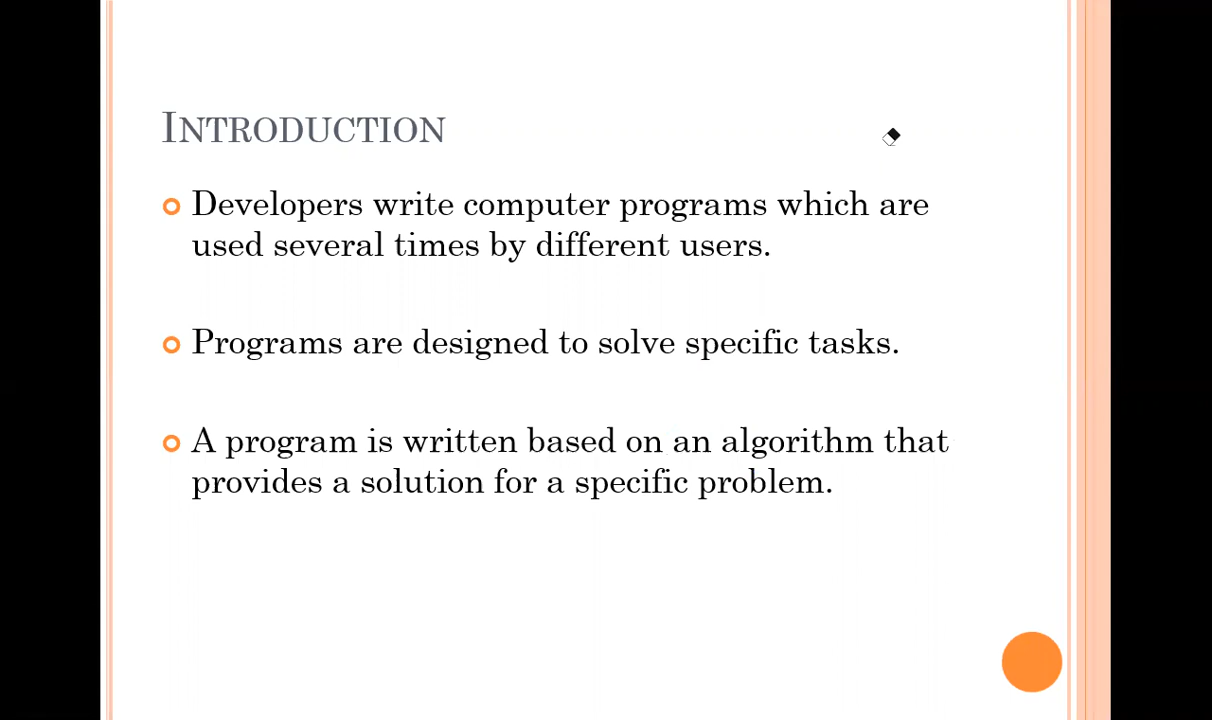 INTRODUCTION
Developers write computer programs which are
used several times by different users.
Programs are designed to solve specific tasks.
A program is written based on an algorithm that
provides a solution for a specific problem.